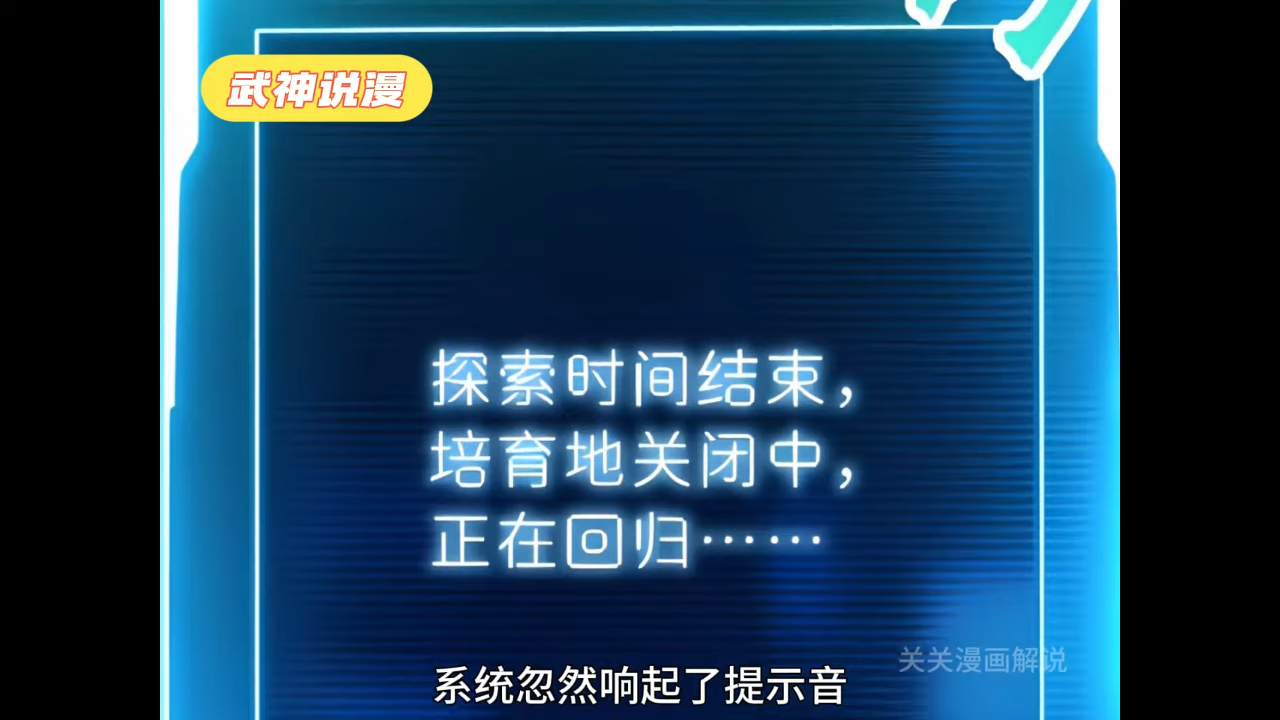 武神说漫
探索时间结束，
培育地关闭中，
正在回归……
关关漫画解说
系统忽然响起了提示音